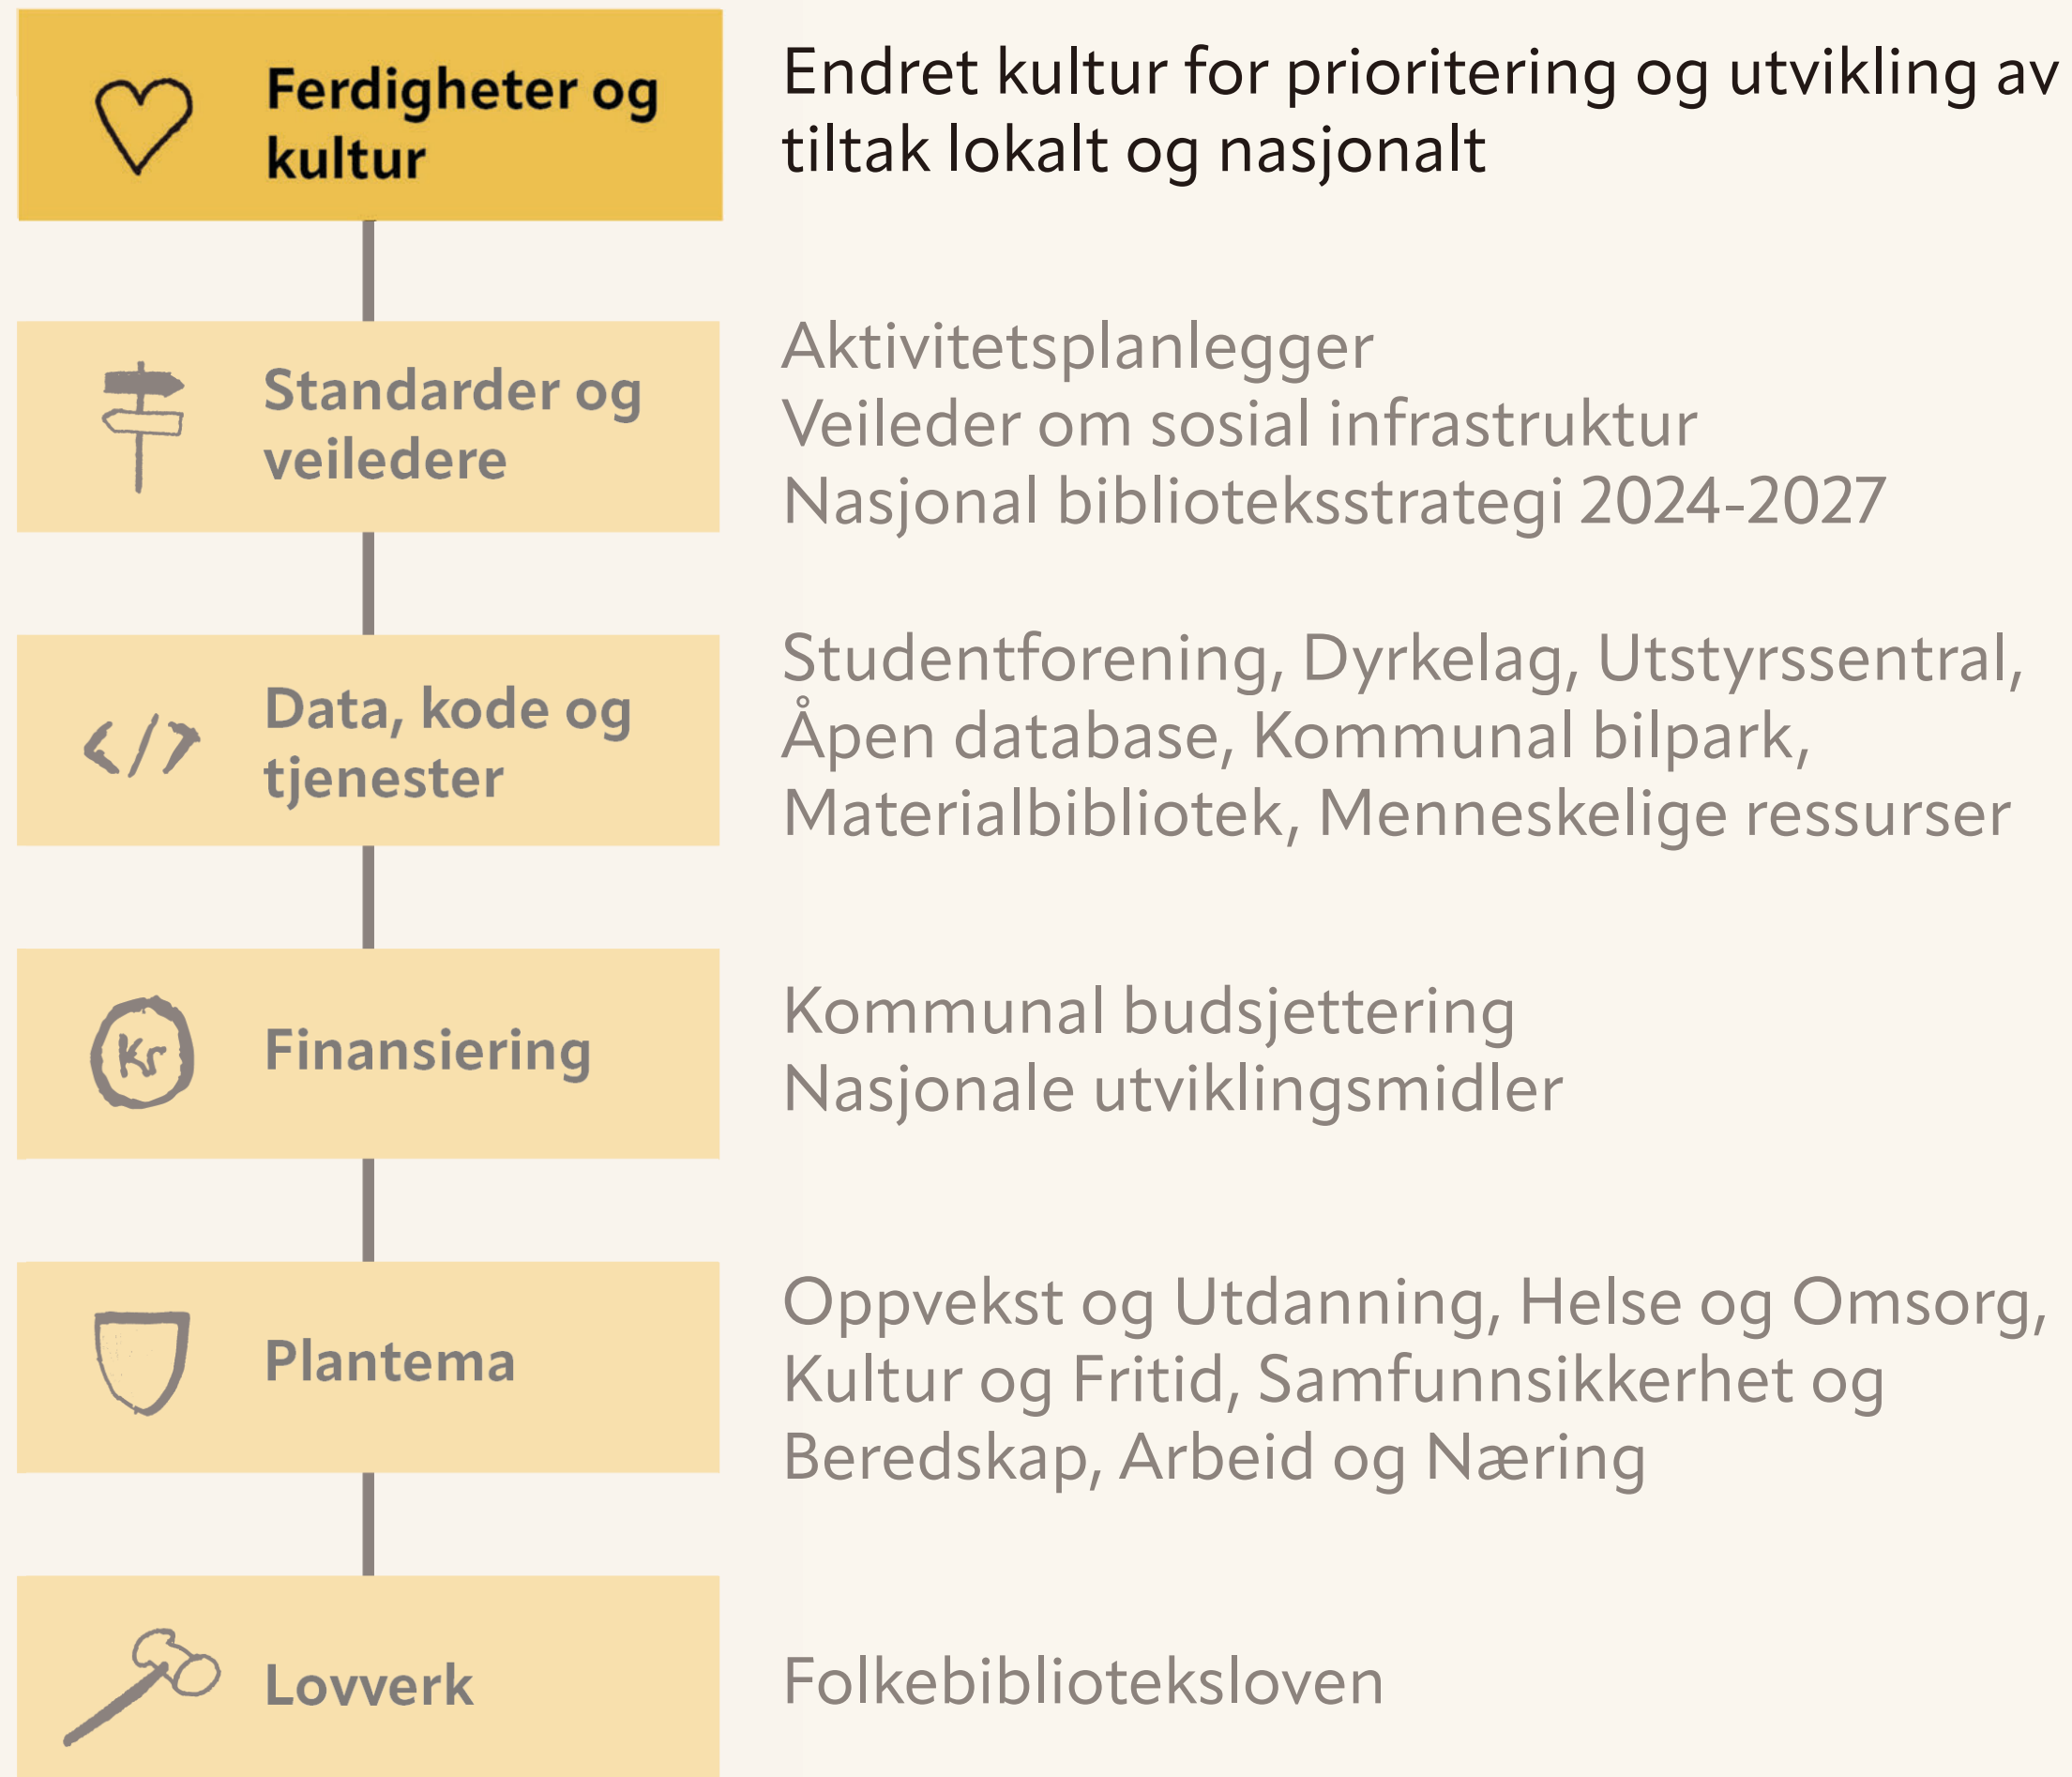 Ferdigheter og
kultur
Endret kultur for prioritering og utvikling av
tiltak lokalt og nasjonalt
Standarder og
veiledere
Aktivitetsplanlegger
Veileder om sosial infrastruktur
Nasjonal biblioteksstrategi 2024-2027
</>
Data, kode og
tjenester
Studentforening, Dyrkelag, Utstyrssentral,
Åpen database, Kommunal bilpark,
Materialbibliotek, Menneskelige ressurser
Kr
Finansiering
Kommunal budsjettering
Nasjonale utviklingsmidler
Plantema
Oppvekst og Utdanning, Helse og Omsorg,
Kultur og Fritid, Samfunnsikkerhet og
Beredskap, Arbeid og Næring
Lovverk
Folkebiblioteksloven